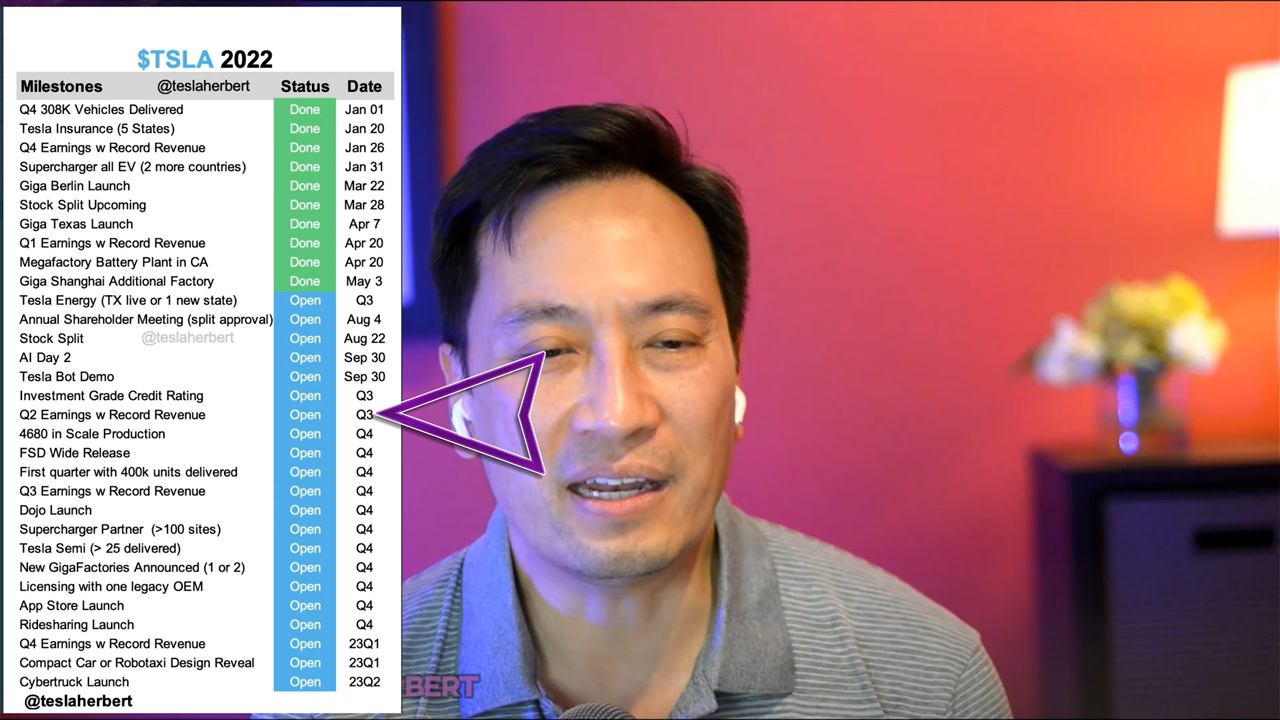 $TSLA 2022
Milestones @teslaherbert Status Date
Q4 308K Vehicles Delivered Done Jan 01
Tesla Insurance (5 States) Done Jan 20
Q4 Earnings w Record Revenue Done Jan 26
Supercharger all EV (2 more countries) Done Jan 31
Giga Berlin Launch Done Mar 22
Stock Split Upcoming Done Mar 28
Giga Texas Launch Done Apr 7
Q1 Earnings w Record Revenue Done Apr 20
Megafactory Battery Plant in CA Done Apr 20
Giga Shanghai Additional Factory Done May 3
Tesla Energy (TX live or 1 new state) Open Q3
Annual Shareholder Meeting (split approval) Open Aug 4
Stock Split @teslaherbert Open Aug 22
AI Day 2 Open Sep 30
Tesla Bot Demo Open Sep 30
Investment Grade Credit Rating Open Q3
Q2 Earnings w Record Revenue Open Q3
4680 in Scale Production Open Q4
FSD Wide Release Open Q4
First quarter with 400k units delivered Open Q4
Q3 Earnings w Record Revenue Open Q4
Dojo Launch Open Q4
Supercharger Partner (>100 sites) Open Q4
Tesla Semi (> 25 delivered) Open Q4
New GigaFactories Announced (1 or 2) Open Q4
Licensing with one legacy OEM Open Q4
App Store Launch Open Q4
Ridesharing Launch Open Q4
Q4 Earnings w Record Revenue Open 23Q1
Compact Car or Robotaxi Design Reveal Open 23Q1
Cybertruck Launch Open 23Q2
@teslaherbert
BERT